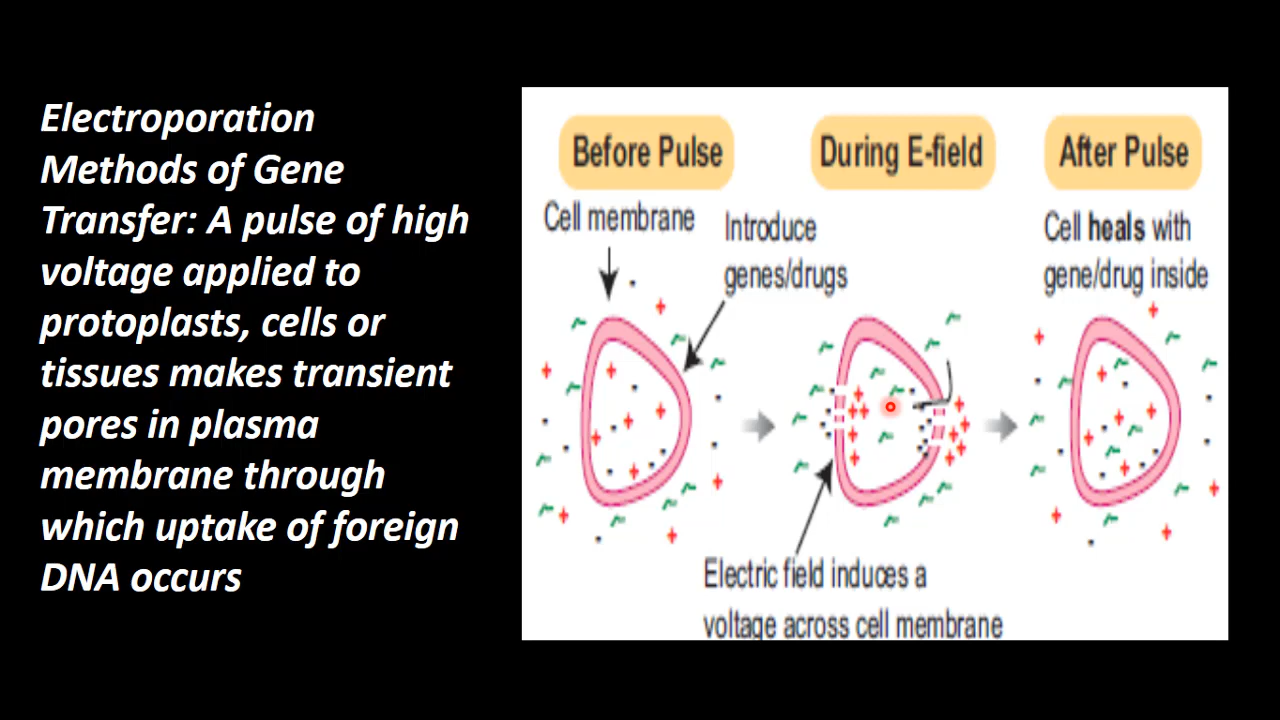 Electroporation
Methods of Gene
Transfer: A pulse of high
voltage applied to
protoplasts, cells or
tissues makes transient
pores in plasma
membrane through
which uptake of foreign
DNA occurs
Before Pulse
During E-field
After Pulse
Cell membrane
Introduce
genes/drugs
Cell heals with
gene/drug inside
Electric field induces a
voltage across cell membrane